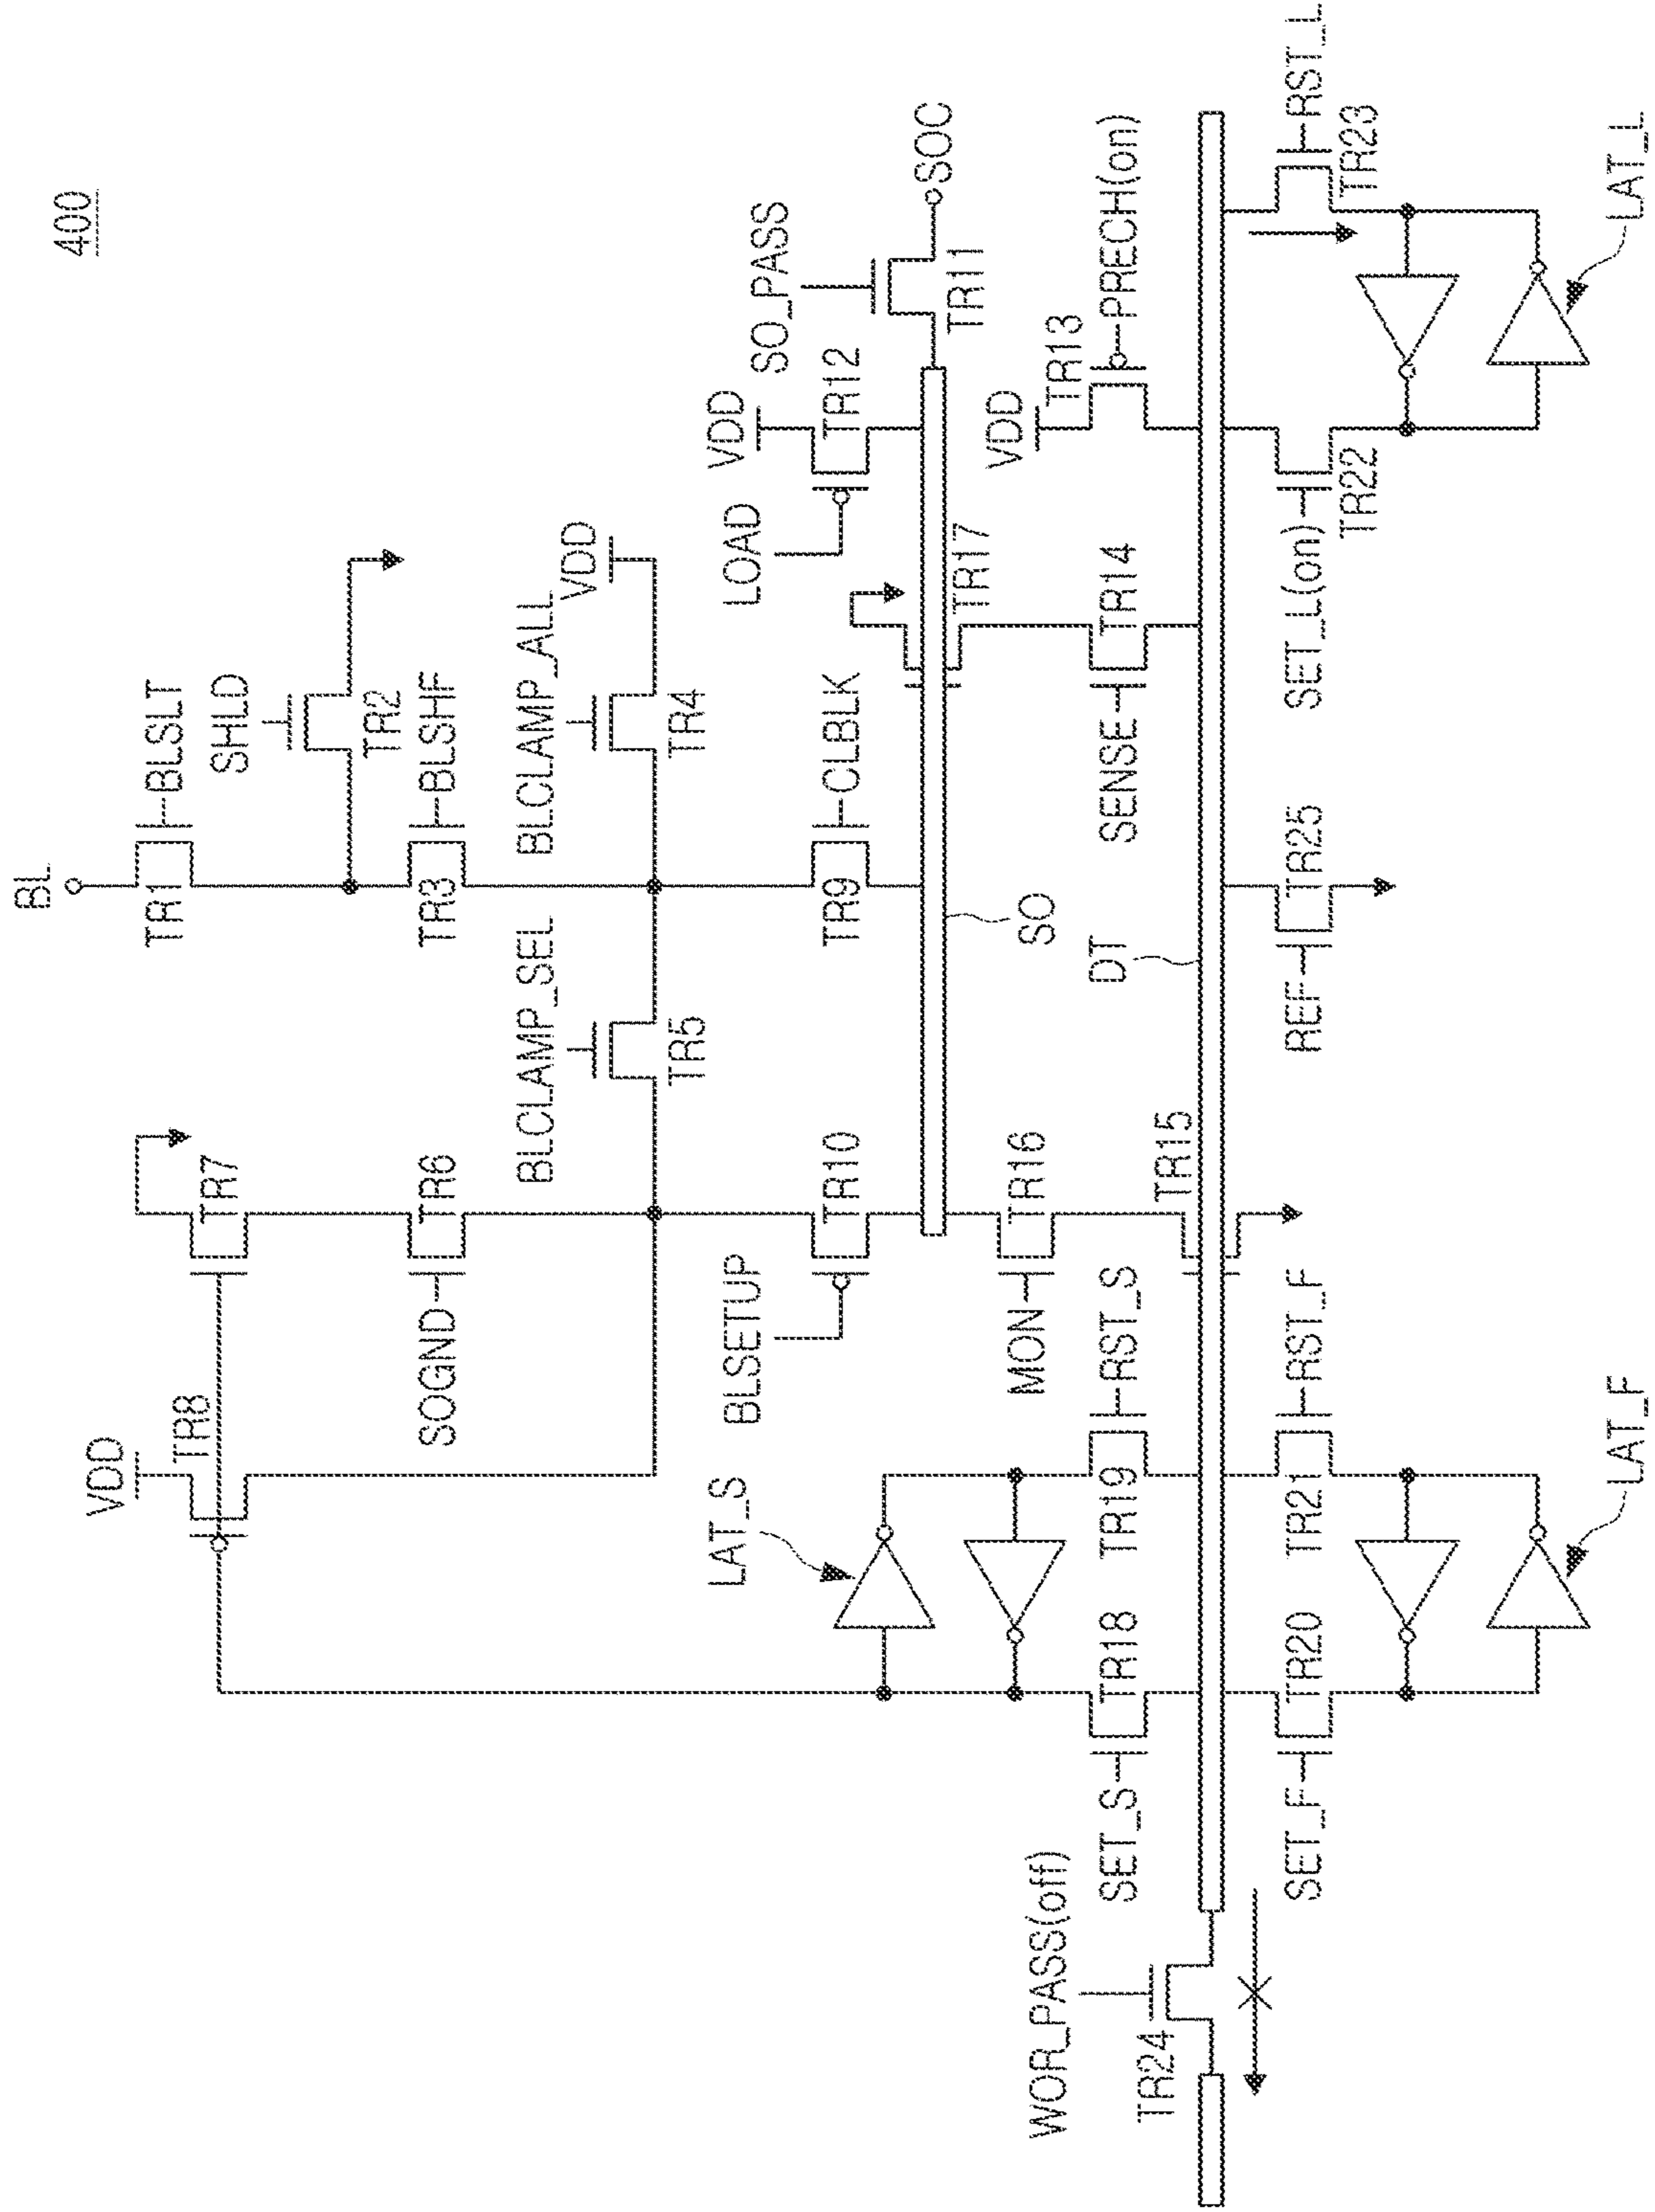 400
BL
BLSLT
TR1
SHLD
TR2
BLSHF
TR3
VDD
TR8
TR7
SOGND
TR6
BLCLAMP_SEL
TR5
BLCLAMP_ALL
TR4
VDD
BLSETUP
TR10
TR9
CLBLK
LOAD
VDD
TR12
SO_PASS
TR11
SOC
SO
TR17
LAT_S
MON
TR16
SENSE
TR14
VDD
TR13
PRECH(on)
SET_S
TR18
TR19
RST_S
TR15
DT
WOR_PASS(off)
TR24
SET_F
TR20
TR21
RST_F
LAT_F
REF
TR25
SET_L(on)
TR22
TR23
RST_L
LAT_L